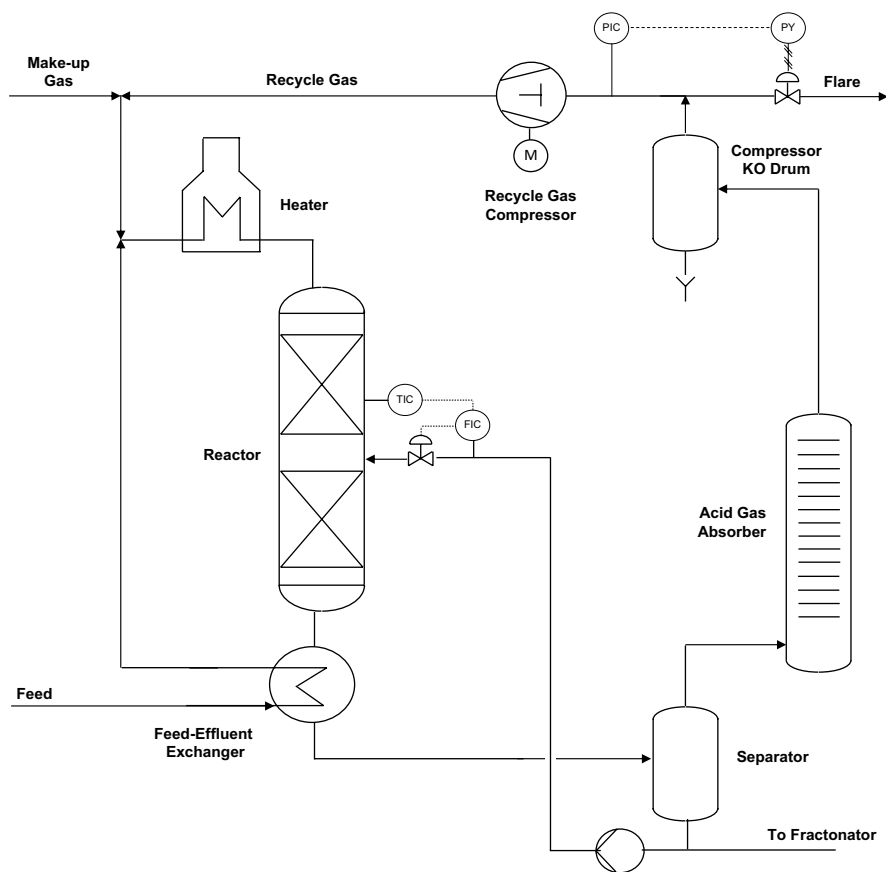 PIC
PY
Make-up
Gas
Recycle Gas
Flare
M
Compressor
KO Drum
Recycle Gas
Compressor
Heater
TIC
FIC
Reactor
Acid Gas
Absorber
Feed
Feed-Effluent
Exchanger
Separator
To Fractonator